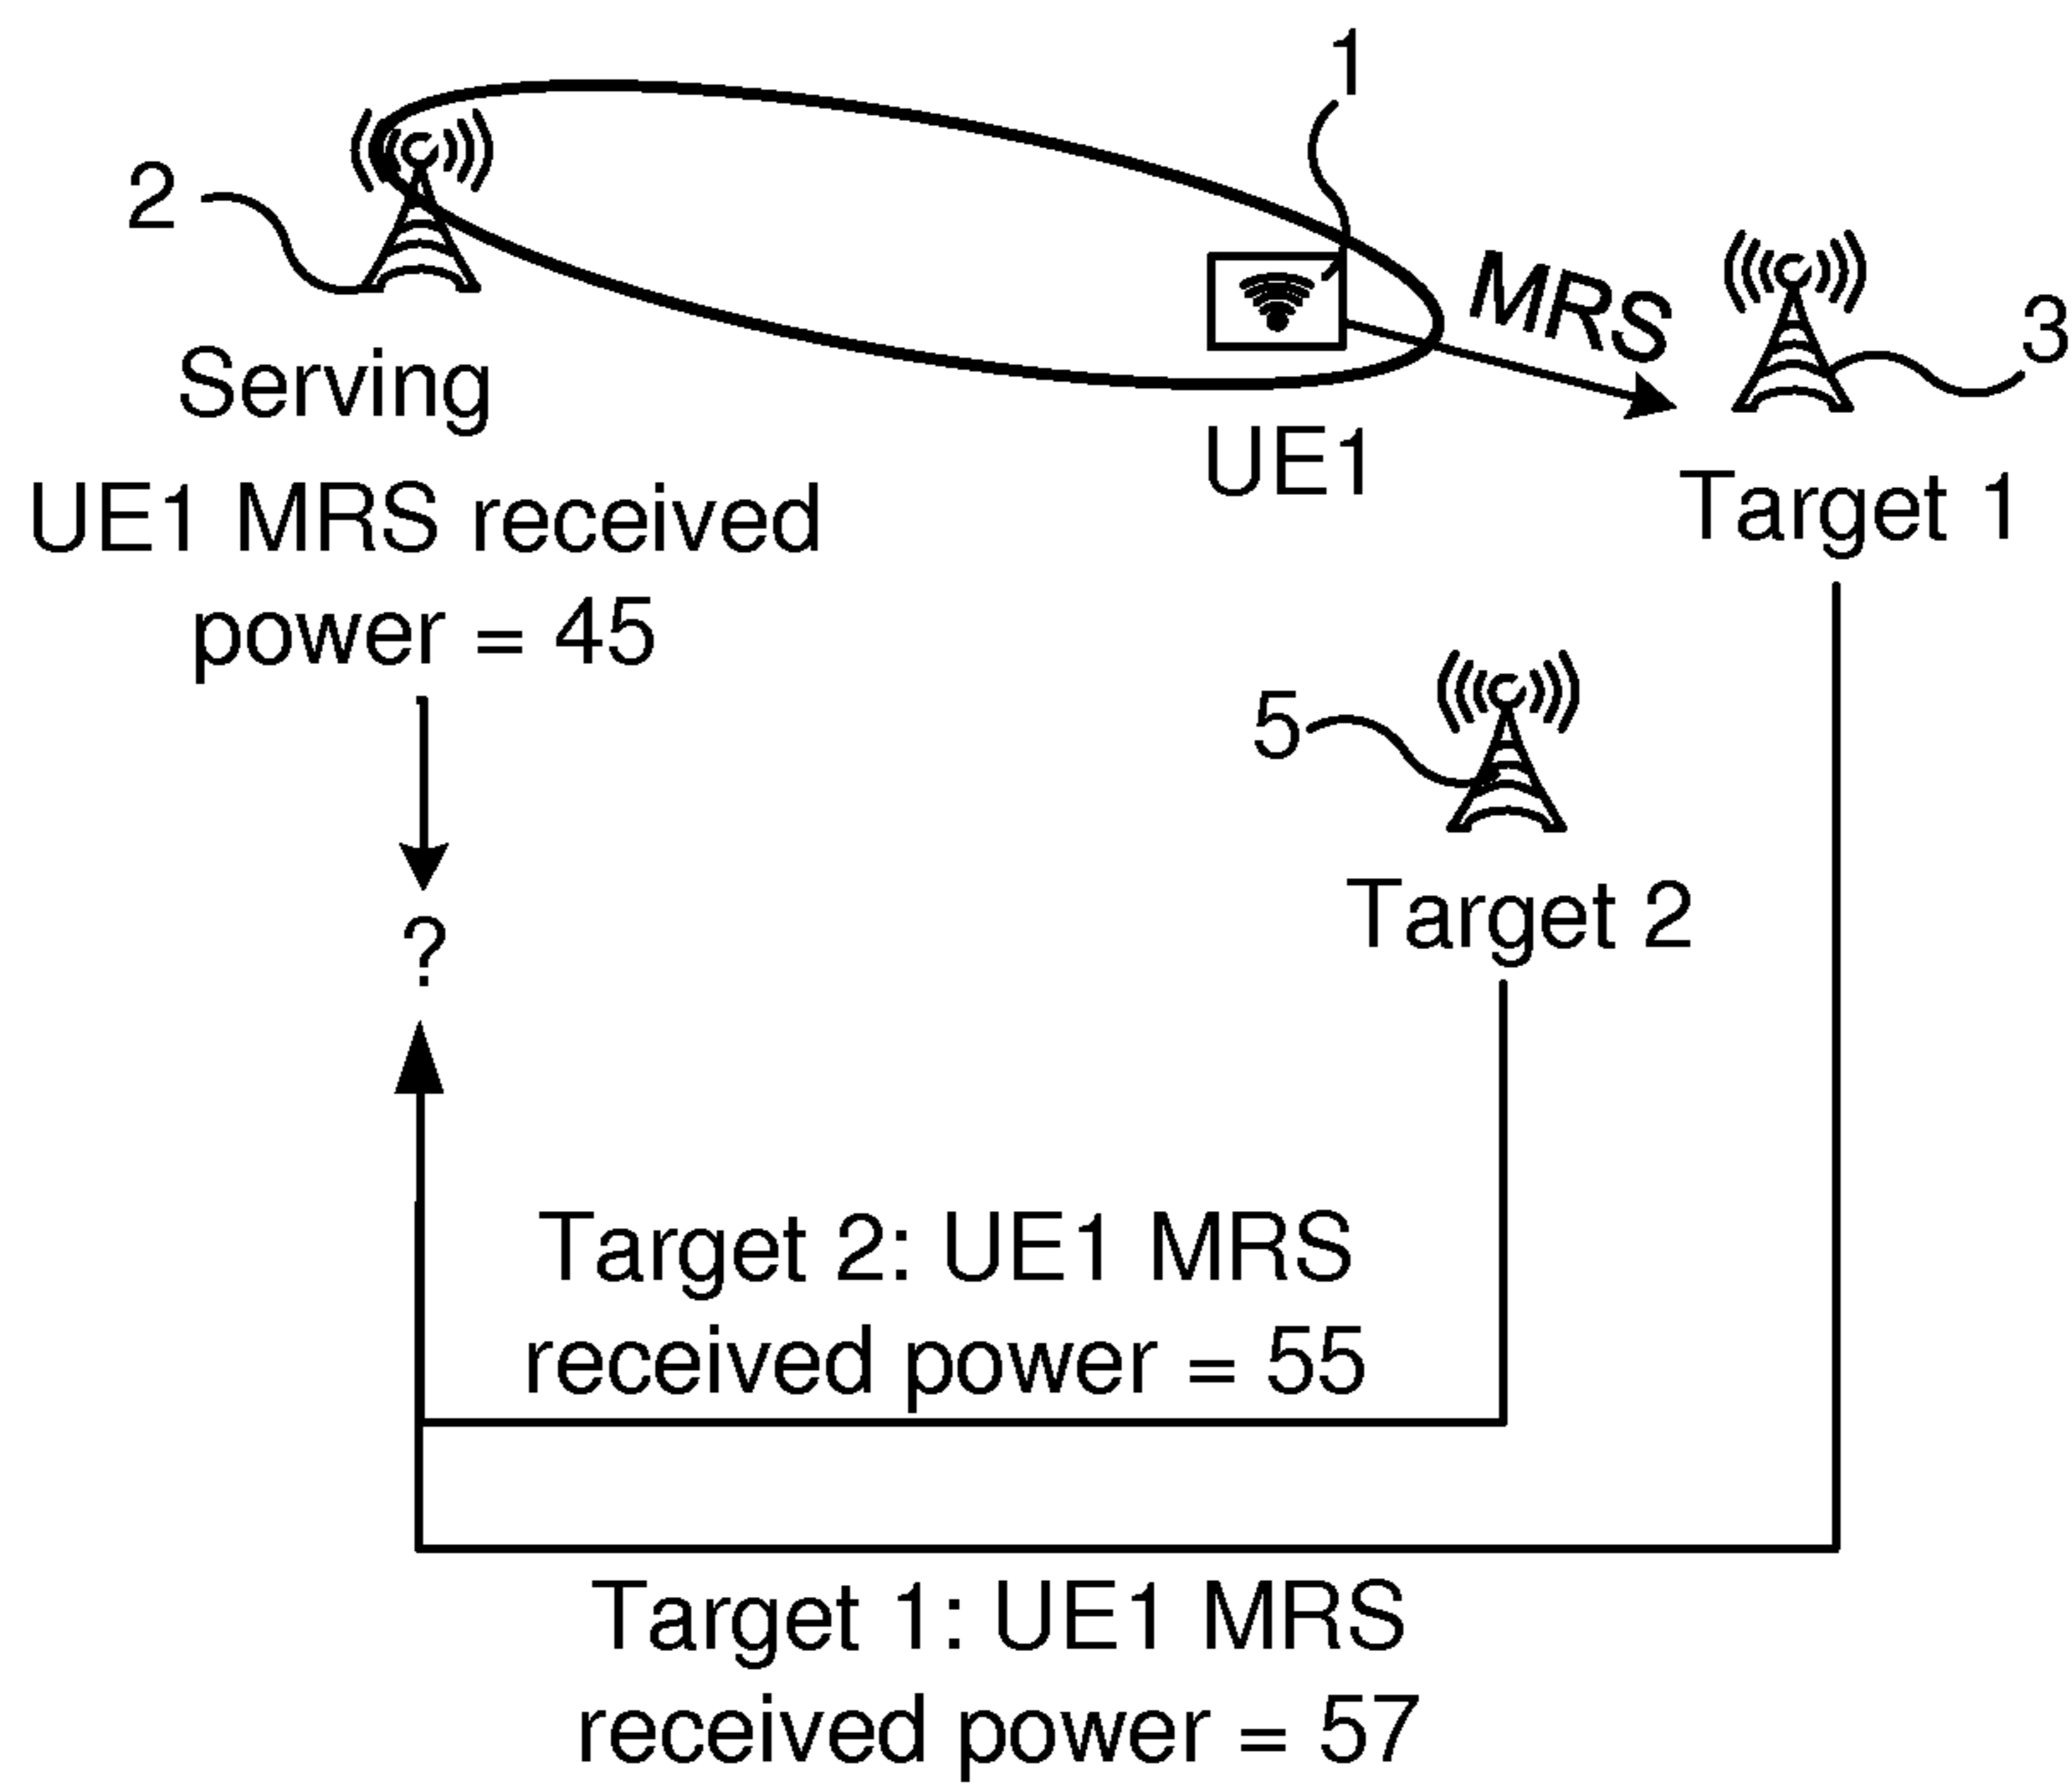 1
2
MRS
3
Serving
UE1
UE1 MRS received
power = 45
Target 1
5
?
Target 2
Target 2: UE1 MRS
received power = 55
Target 1: UE1 MRS
received power = 57